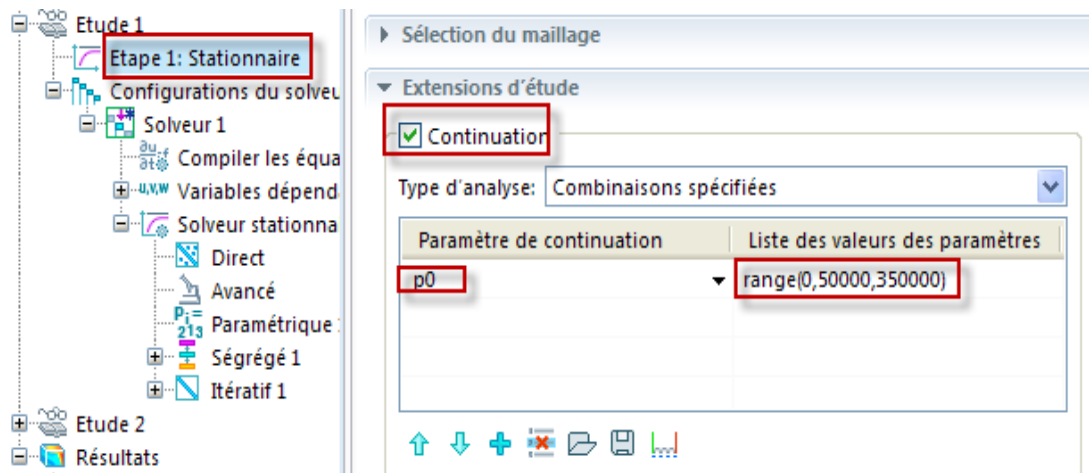 Etude 1
Etape 1: Stationnaire
Configurations du solveu
Solveur 1
Compiler les équa
Variables dépend
Solveur stationna
Direct
Avancé
Paramétrique
Ségrégé 1
Itératif 1
Etude 2
Résultats
Sélection du maillage
Extensions d'étude
Continuation
Type d'analyse: Combinaisons spécifiées
Paramètre de continuation Liste des valeurs des paramètres
p0 range(0,50000,350000)